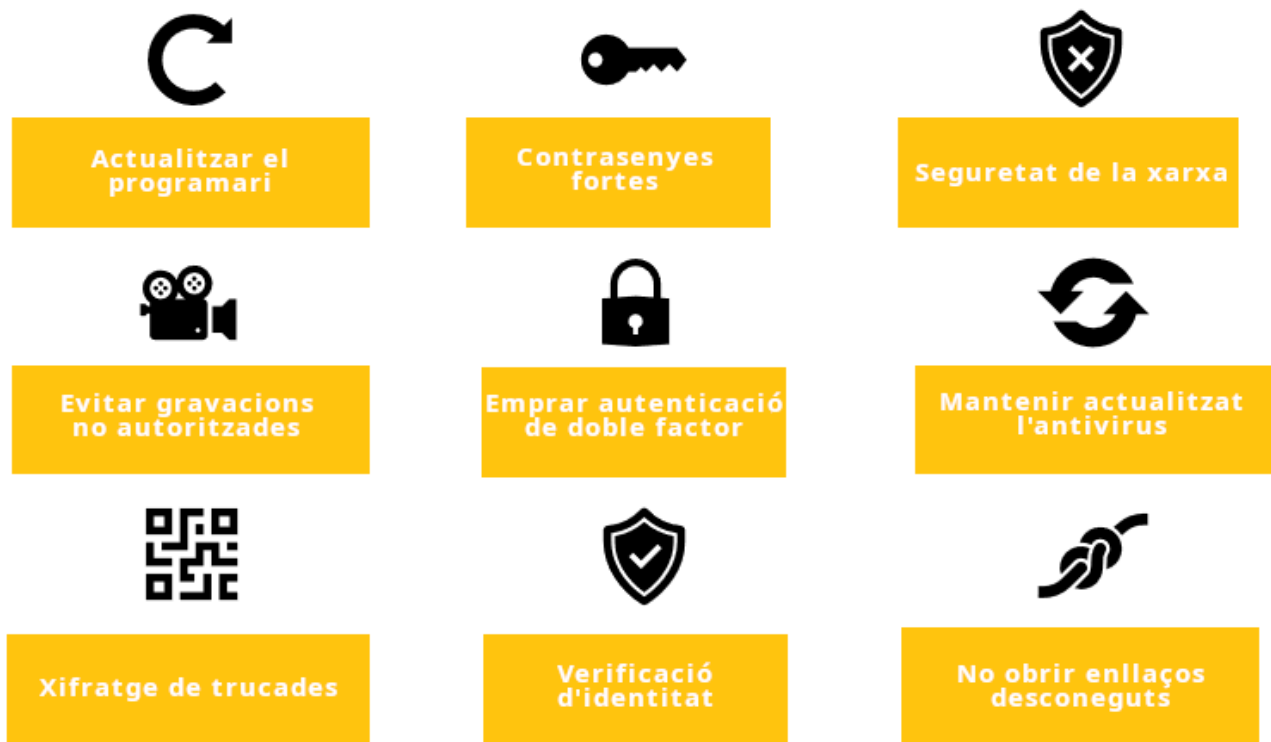 Actualitzar el
programari
Contrasenyes
fortes
Seguretat de la xarxa
Evitar gravacions
no autoritzades
Emprar autenticació
de doble factor
Mantenir actualitzat
l'antivirus
Xifratge de trucades
Verificació
d'identitat
No obrir enllaços
desconeguts